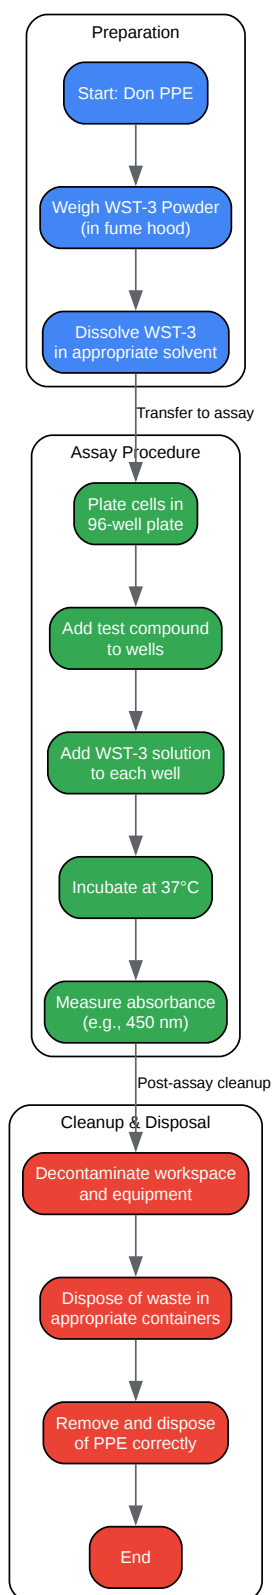 Preparation
Start: Don PPE
Weigh WST-3 Powder
(in fume hood)
Dissolve WST-3
in appropriate solvent
Transfer to assay
Assay Procedure
Plate cells in
96-well plate
Add test compound
to wells
Add WST-3 solution
to each well
Incubate at 37°C
Measure absorbance
(e.g., 450 nm)
Post-assay cleanup
Cleanup & Disposal
Decontaminate workspace
and equipment
Dispose of waste in
appropriate containers
Remove and dispose
of PPE correctly
End